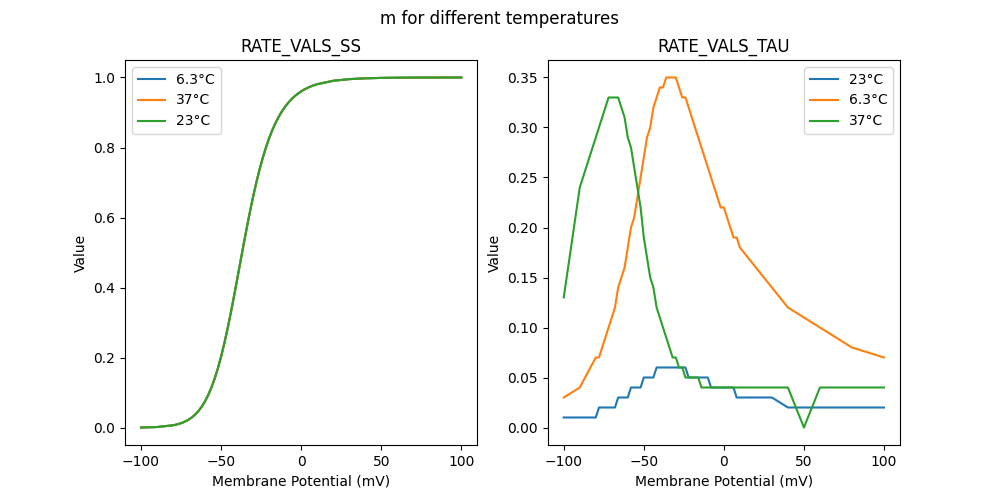 m for different temperatures
RATE_VALS_SS
RATE_VALS_TAU
1.0
0.8
0.6
0.4
0.2
0.0
Value
6.3°C
37°C
23°C
−100
−50
0
50
100
Membrane Potential (mV)
0.35
0.30
0.25
0.20
0.15
0.10
0.05
0.00
Value
23°C
6.3°C
37°C
−100
−50
0
50
100
Membrane Potential (mV)